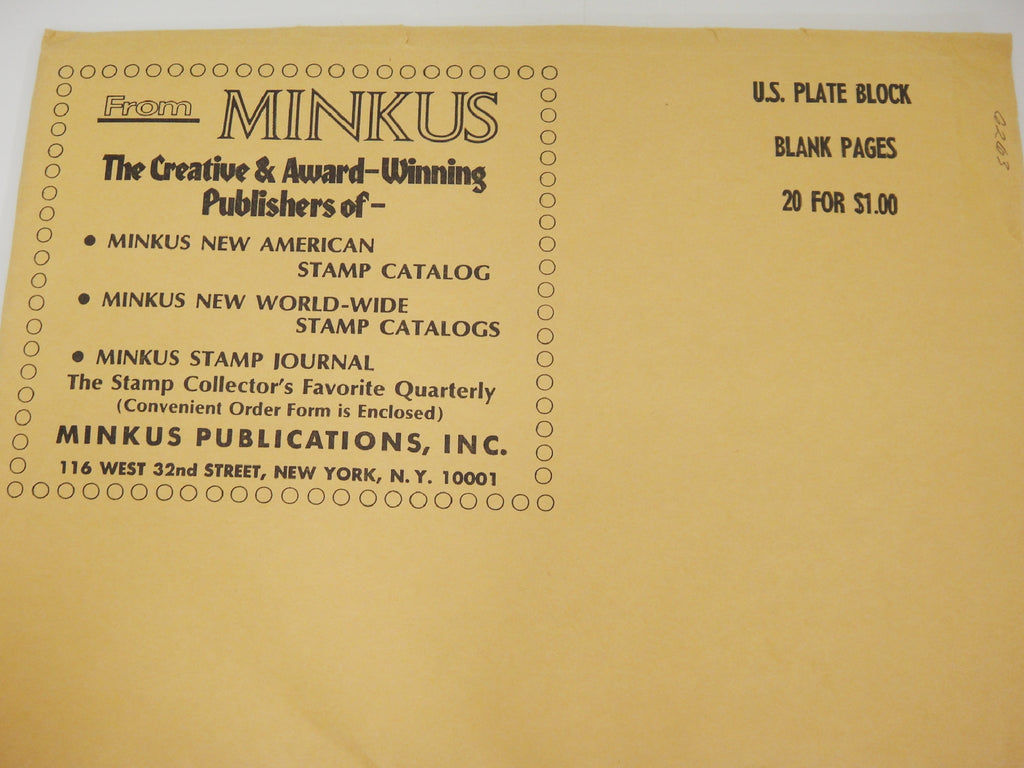 From MINKUS
The Creative & Award-Winning
Publishers of -
● MINKUS NEW AMERICAN
STAMP CATALOG
● MINKUS NEW WORLD-WIDE
STAMP CATALOGS
● MINKUS STAMP JOURNAL
The Stamp Collector's Favorite Quarterly
(Convenient Order Form is Enclosed)
MINKUS PUBLICATIONS, INC.
116 WEST 32nd STREET, NEW YORK, N.Y. 10001
U.S. PLATE BLOCK
BLANK PAGES
20 FOR $1.00